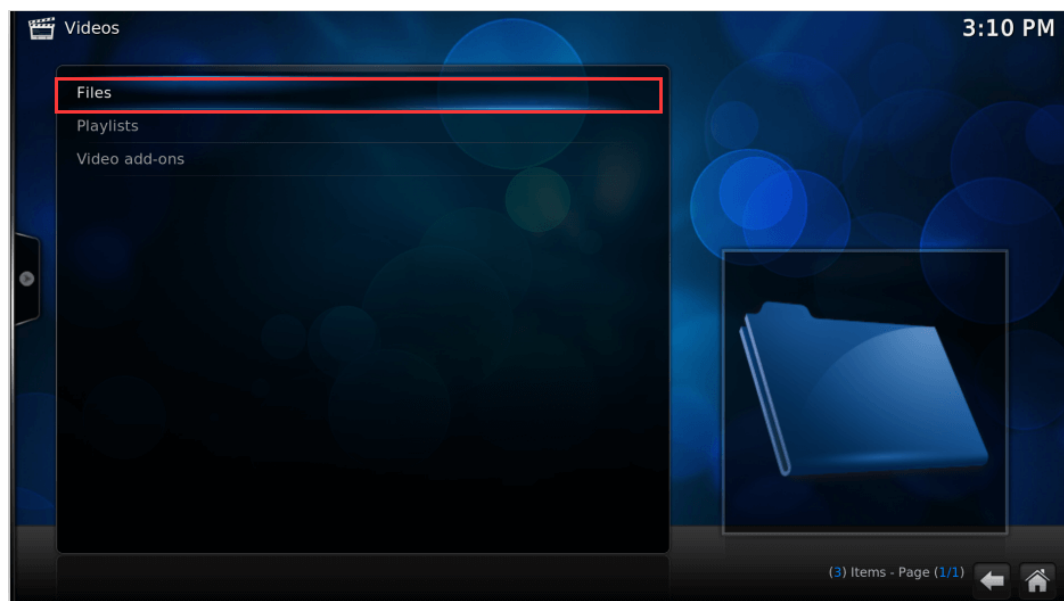 Videos
3:10 PM
Files
Playlists
Video add-ons
(3) Items - Page (1/1)